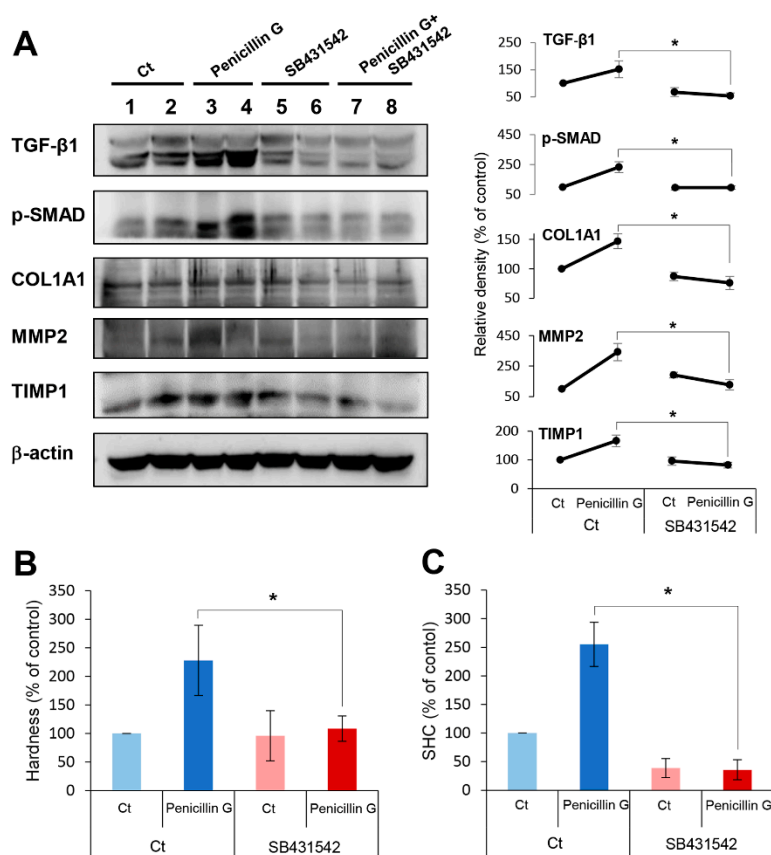 A
Ct
Penicillin G
SB431542
Penicillin G+
SB431542
1 2 3 4 5 6 7 8
TGF-β1
p-SMAD
COL1A1
MMP2
TIMP1
β-actin
Relative density (% of control)
TGF-β1
*
150
100
50
p-SMAD
*
450
250
50
COL1A1
*
150
100
50
MMP2
*
450
250
50
TIMP1
*
200
100
0
Ct Penicillin G Ct Penicillin G
Ct SB431542
B
Hardness (% of control)
350
300
250
200
150
100
50
0
*
Ct Penicillin G Ct Penicillin G
Ct SB431542
C
SHC (% of contol)
350
300
250
200
150
100
50
0
*
Ct Penicillin G Ct Penicillin G
Ct SB431542